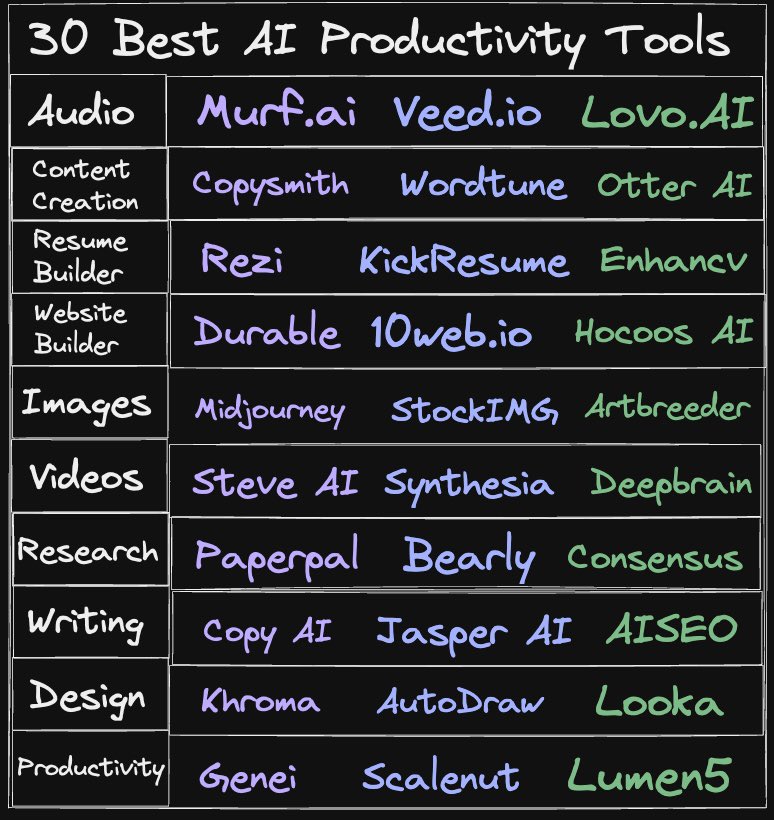 30 Best AI Productivity Tools
Audio Murf.ai Veed.io Lovo.AI
Content
Creation Copysmith Wordtune Otter AI
Resume
Builder Rezi KickResume Enhancv
Website
Builder Durable 10web.io Hocoos AI
Images Midjourney StockIMG Artbreeder
Videos Steve AI Synthesia Deepbrain
Research Paperpal Bearly Consensus
Writing Copy AI Jasper AI AISEO
Design Khroma AutoDraw Looka
Productivity Genei Scalenut Lumen5